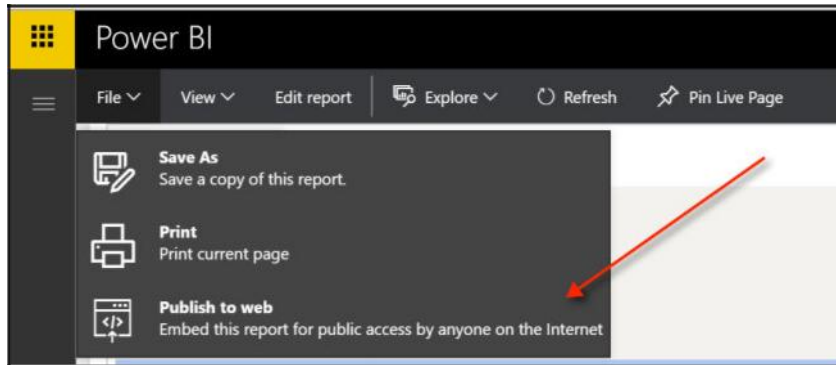 Power BI
File View Edit report Explore Refresh Pin Live Page
Save As
Save a copy of this report.
Print
Print current page
Publish to web
Embed this report for public access by anyone on the Internet